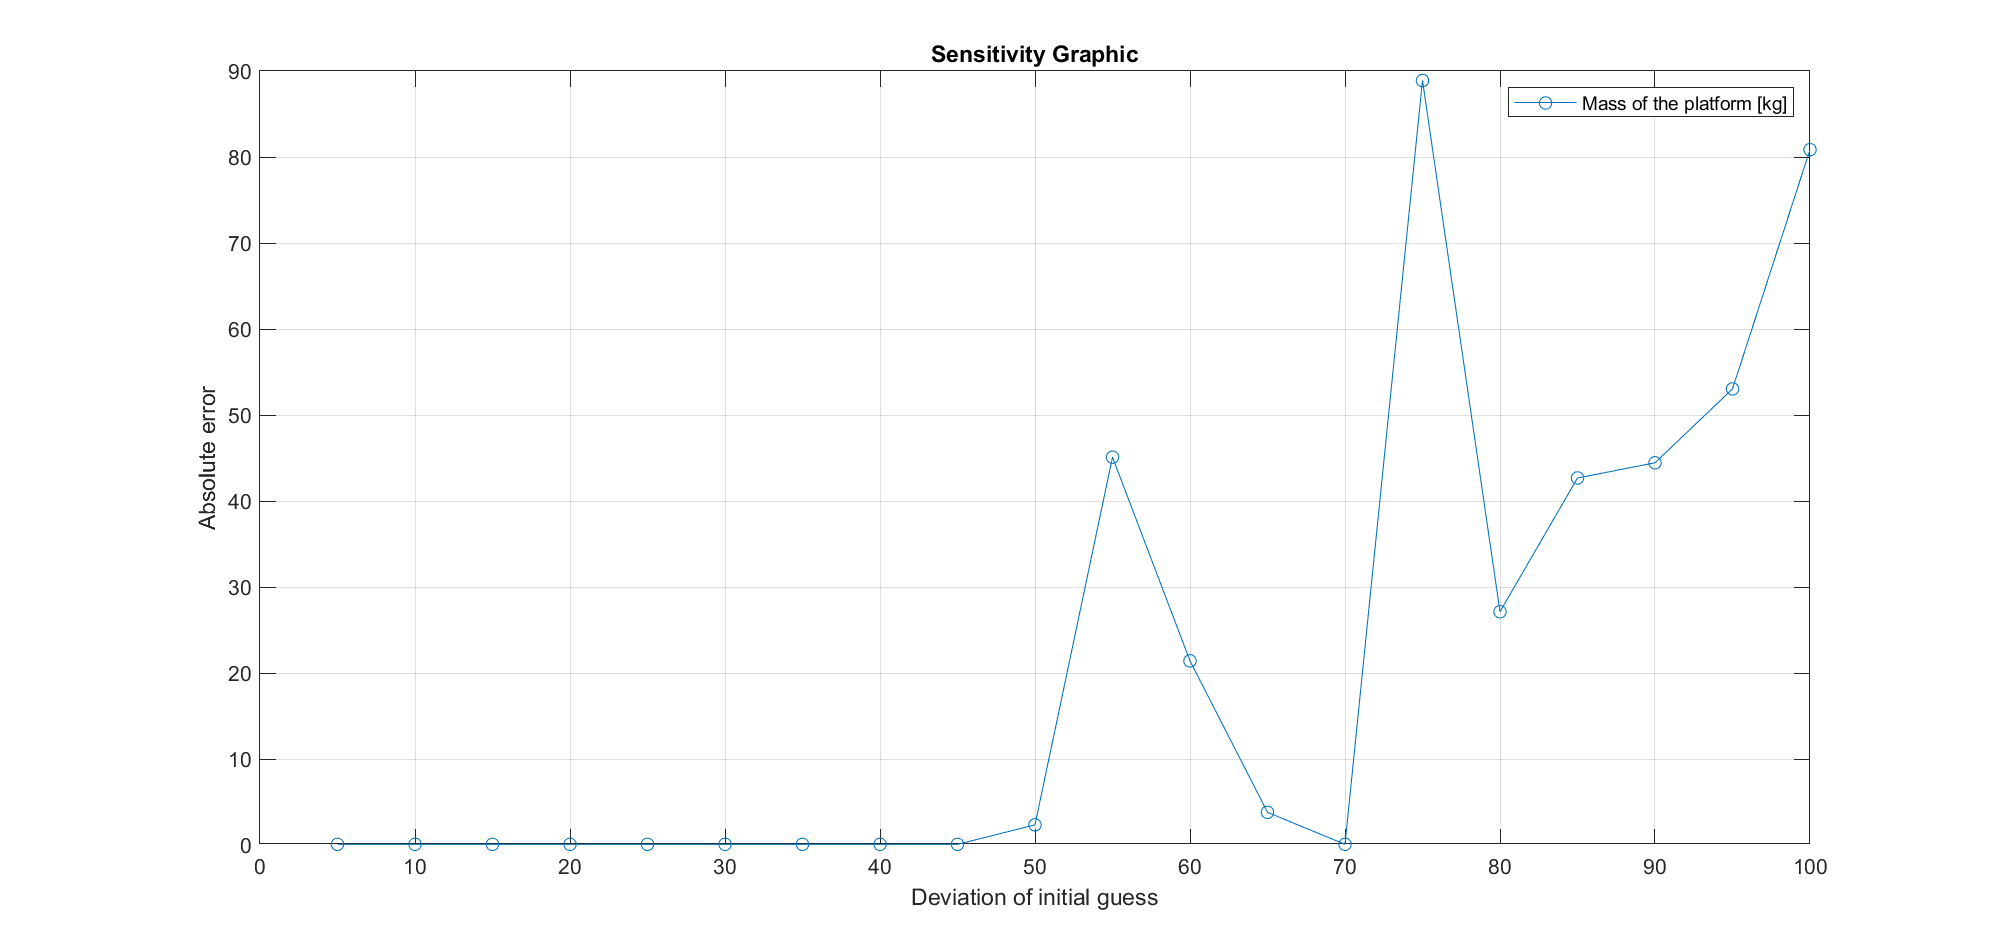 Sensitivity Graphic
90
80
70
60
50
40
30
20
10
0
Absolute error
Mass of the platform [kg]
0 10 20 30 40 50 60 70 80 90 100
Deviation of initial guess